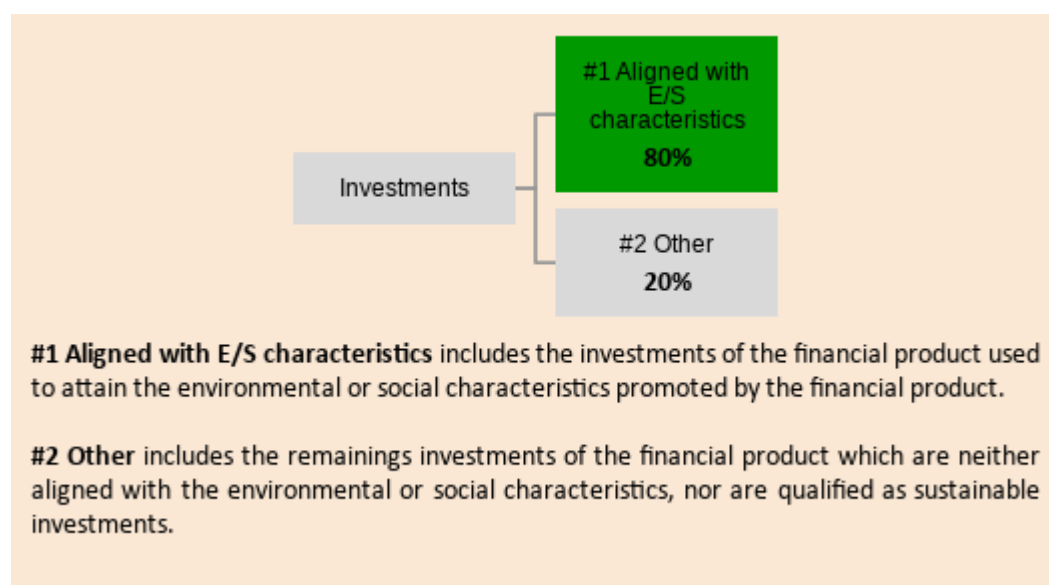 #1 Aligned with
E/S
characteristics
80%
Investments
#2 Other
20%
#1 Aligned with E/S characteristics includes the investments of the financial product used
to attain the environmental or social characteristics promoted by the financial product.
#2 Other includes the remainings investments of the financial product which are neither
aligned with the environmental or social characteristics, nor are qualified as sustainable
investments.